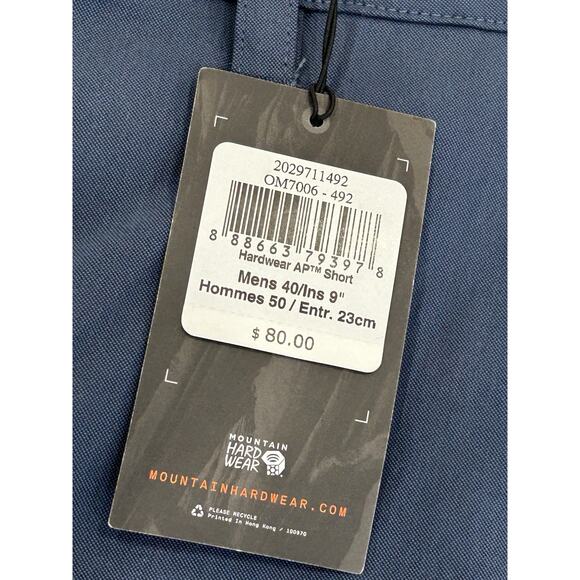 2029711492
OM7006 - 492
8 88663 79397 8
Hardwear AP™ Short
Mens 40/Ins 9"
Hommes 50 / Entr. 23cm
$ 80.00
MOUNTAIN
HARD
WEAR
MOUNTAINHARDWEAR.COM
PLEASE RECYCLE
Printed In Hong Kong / 100970